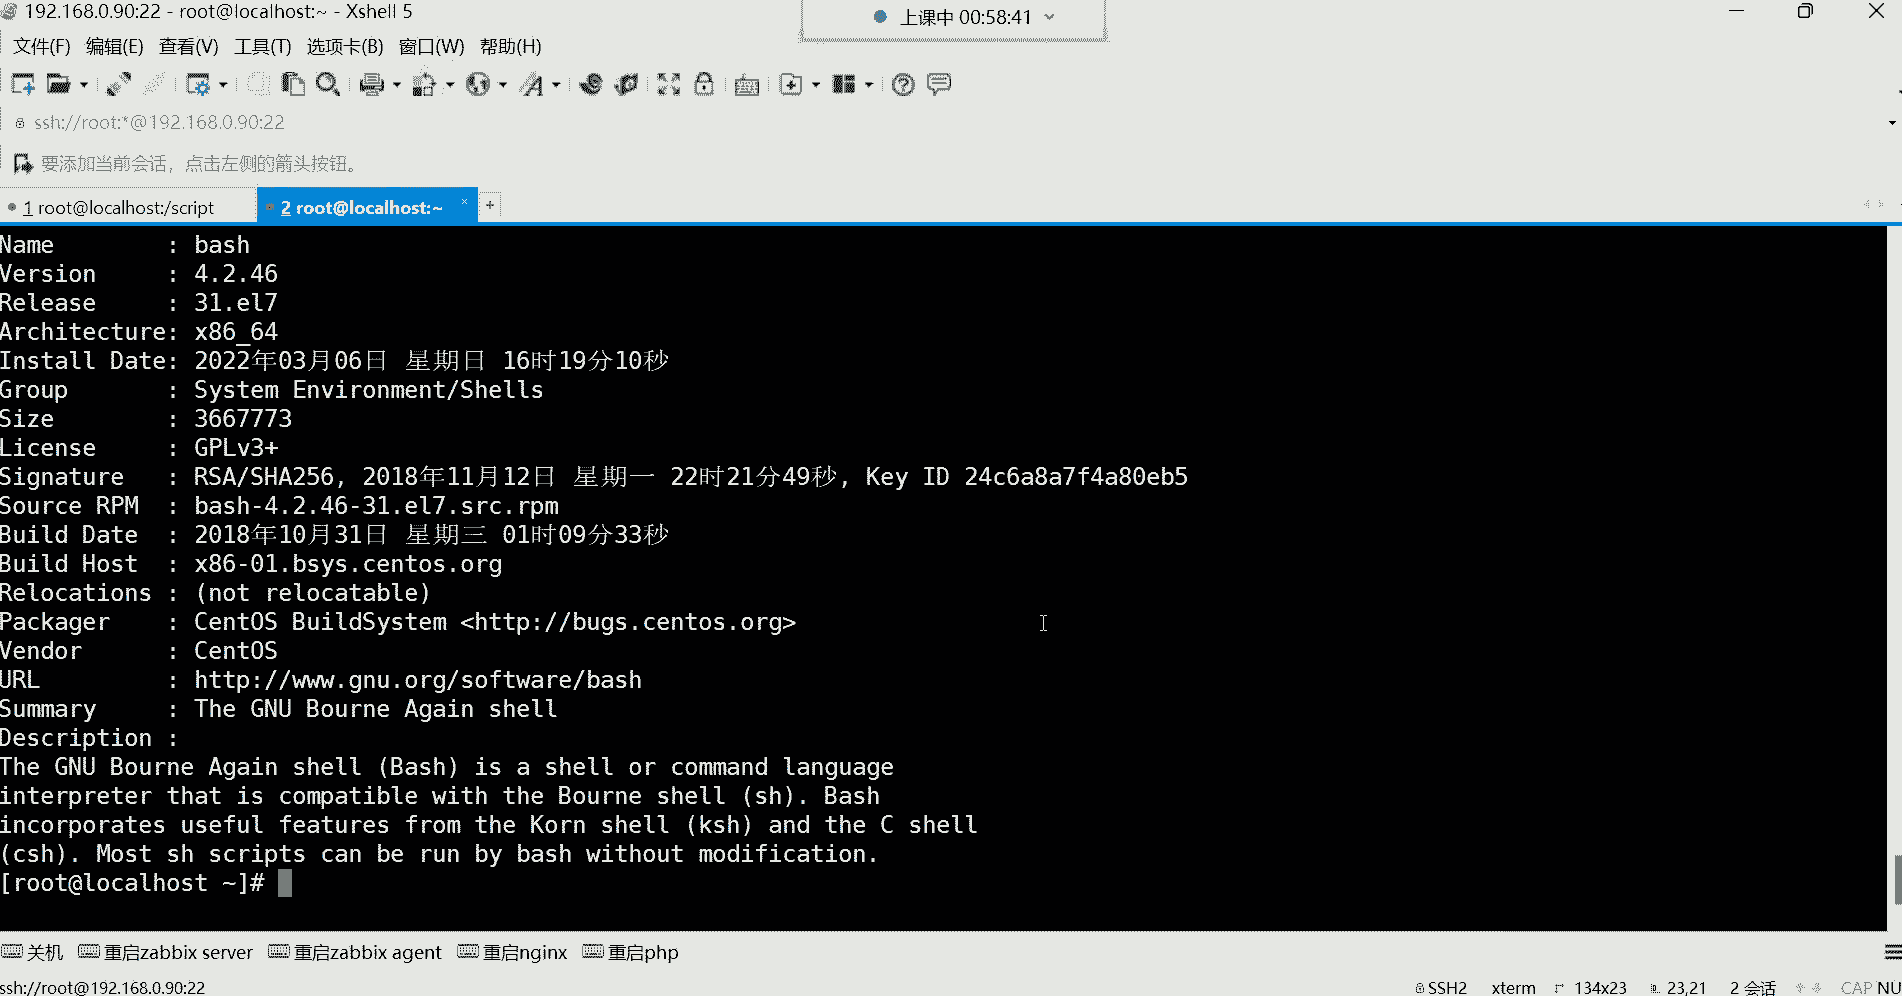 192.168.0.90:22 - root@localhost:~ - Xshell 5
上课中 00:58:41
文件(F) 编辑(E) 查看(V) 工具(T) 选项卡(B) 窗口(W) 帮助(H)
ssh://root:*@192.168.0.90:22
要添加当前会话，点击左侧的箭头按钮。
1 root@localhost:/script
2 root@localhost:~ × +
Name        : bash
Version     : 4.2.46
Release     : 31.el7
Architecture: x86_64
Install Date: 2022年03月06日 星期日 16时19分10秒
Group       : System Environment/Shells
Size        : 3667773
License     : GPLv3+
Signature   : RSA/SHA256, 2018年11月12日 星期一 22时21分49秒, Key ID 24c6a8a7f4a80eb5
Source RPM  : bash-4.2.46-31.el7.src.rpm
Build Date  : 2018年10月31日 星期三 01时09分33秒
Build Host  : x86-01.bsys.centos.org
Relocations : (not relocatable)
Packager    : CentOS BuildSystem <http://bugs.centos.org>
Vendor      : CentOS
URL         : http://www.gnu.org/software/bash
Summary     : The GNU Bourne Again shell
Description :
The GNU Bourne Again shell (Bash) is a shell or command language
interpreter that is compatible with the Bourne shell (sh). Bash
incorporates useful features from the Korn shell (ksh) and the C shell
(csh). Most sh scripts can be run by bash without modification.
[root@localhost ~]#
关机 重启zabbix server 重启zabbix agent 重启nginx 重启php
ssh://root@192.168.0.90:22 SSH2 xterm 134x23 23,21 2 会话 CAP NU